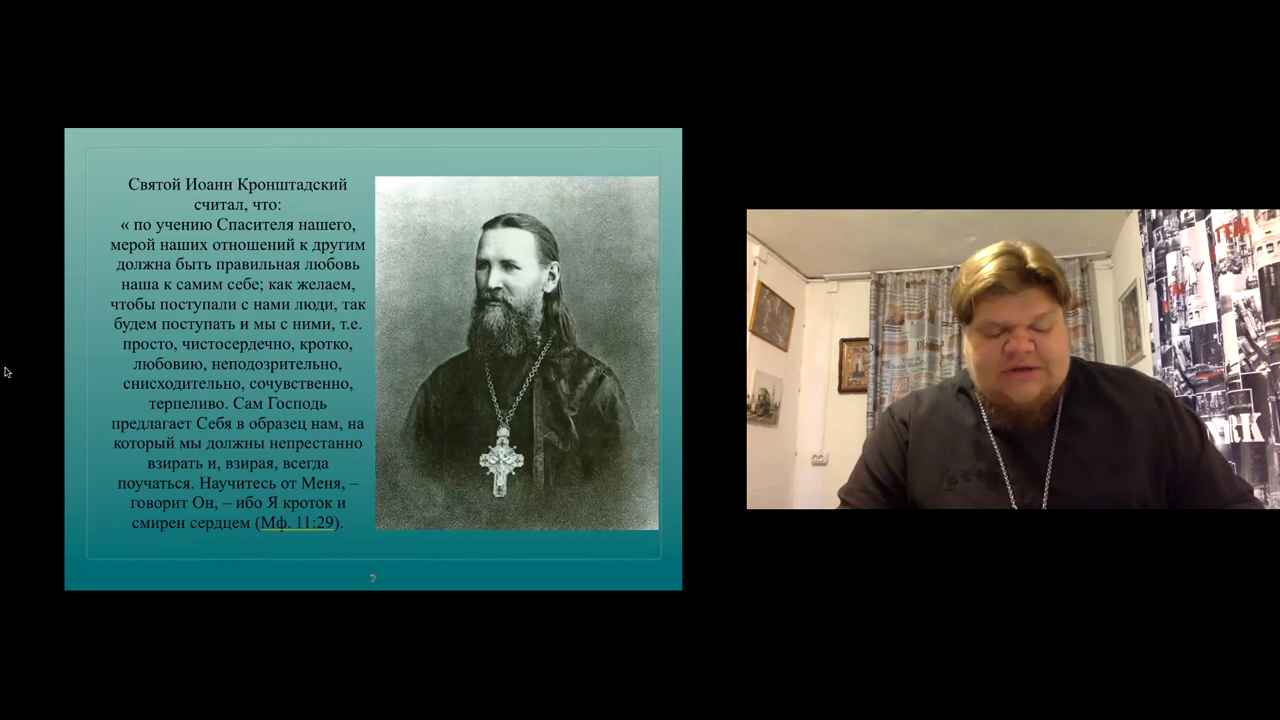 Святой Иоанн Кронштадский
считал, что:
« по учению Спасителя нашего,
мерой наших отношений к другим
должна быть правильная любовь
наша к самим себе; как желаем,
чтобы поступали с нами люди, так
будем поступать и мы с ними, т.е.
просто, чистосердечно, кротко,
любовию, неподозрительно,
снисходительно, сочувственно,
терпеливо. Сам Господь
предлагает Себя в образец нам, на
который мы должны непрестанно
взирать и, взирая, всегда
поучаться. Научитесь от Меня, –
говорит Он, – ибо Я кроток и
смирен сердцем (Мф. 11:29).
7